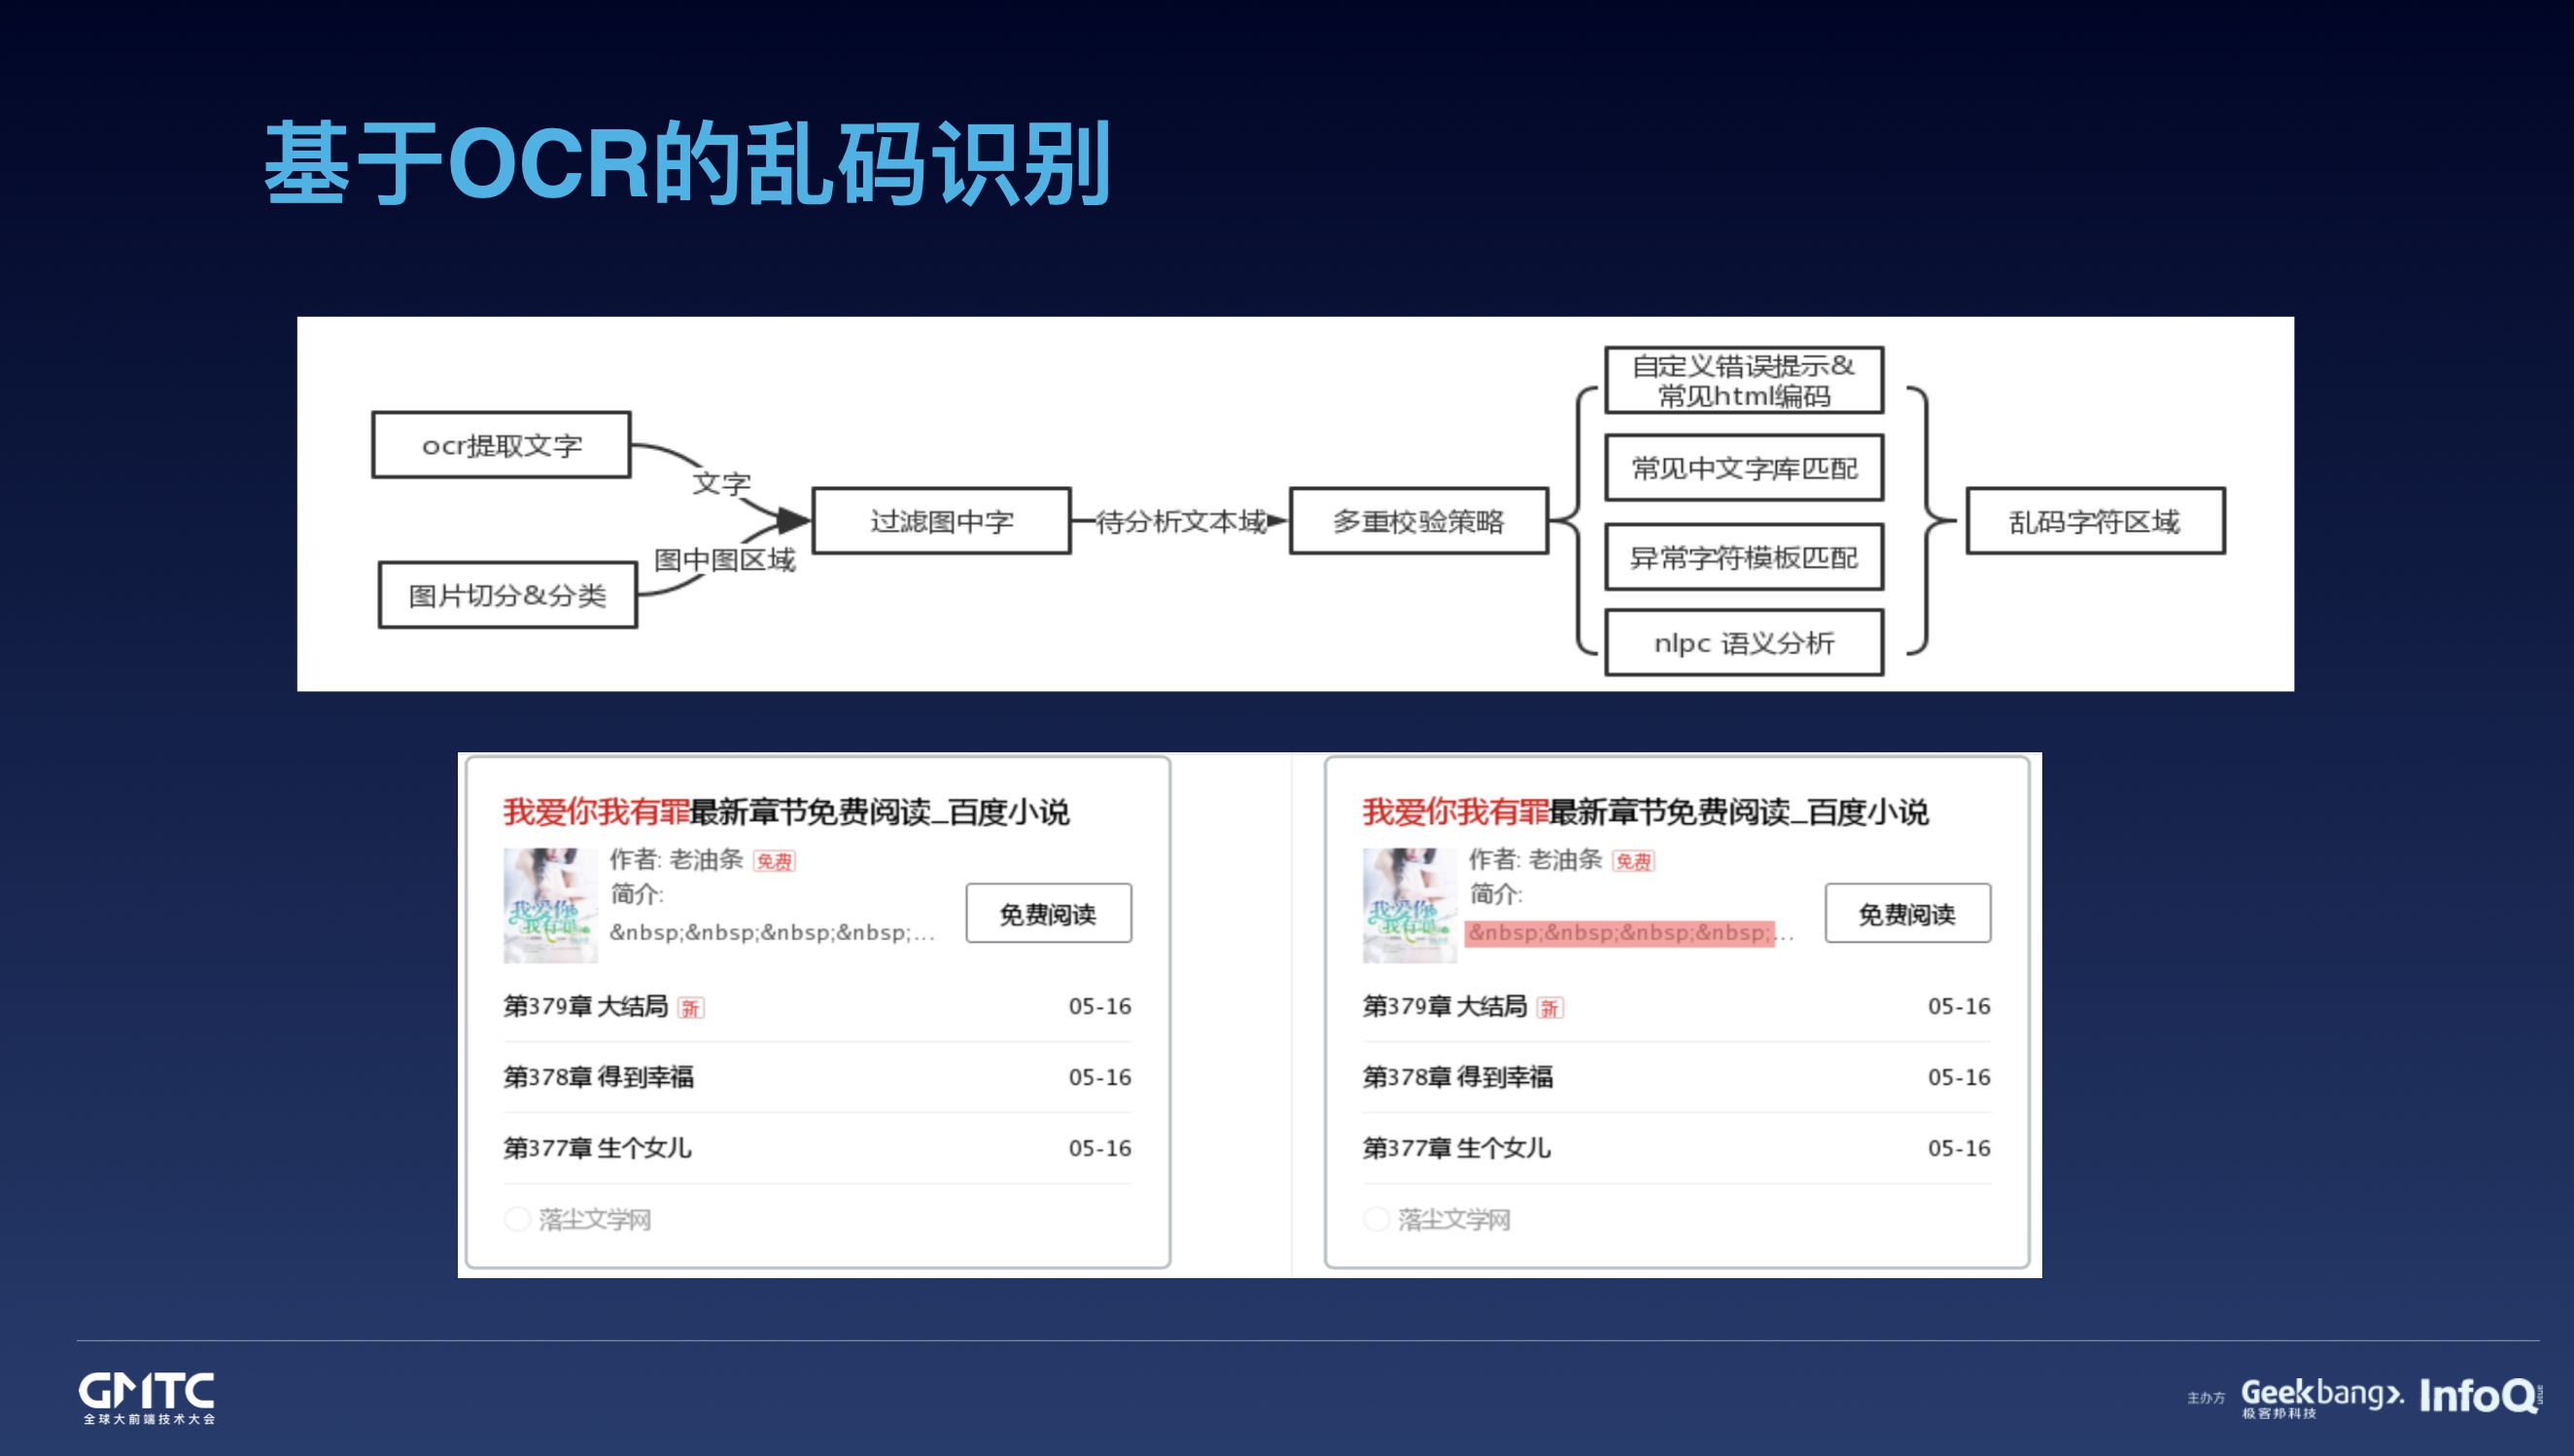 基于OCR的乱码识别
ocr提取文字
文字
图片切分&分类
图中图区域
过滤图中字
待分析文本域
多重校验策略
自定义错误提示&
常见html编码
常见中文字库匹配
异常字符模板匹配
nlpc 语义分析
乱码字符区域
我爱你我有罪最新章节免费阅读_百度小说
我爱你
我有罪
作者: 老油条 免费
简介:
&nbsp;&nbsp;&nbsp;&nbsp;...
免费阅读
第379章 大结局 新 05-16
第378章 得到幸福 05-16
第377章 生个女儿 05-16
落尘文学网
我爱你我有罪最新章节免费阅读_百度小说
我爱你
我有罪
作者: 老油条 免费
简介:
&nbsp;&nbsp;&nbsp;&nbsp;...
免费阅读
第379章 大结局 新 05-16
第378章 得到幸福 05-16
第377章 生个女儿 05-16
落尘文学网
GMTC
全球大前端技术大会
主办方
Geekbang>.
极客邦科技
InfoQ